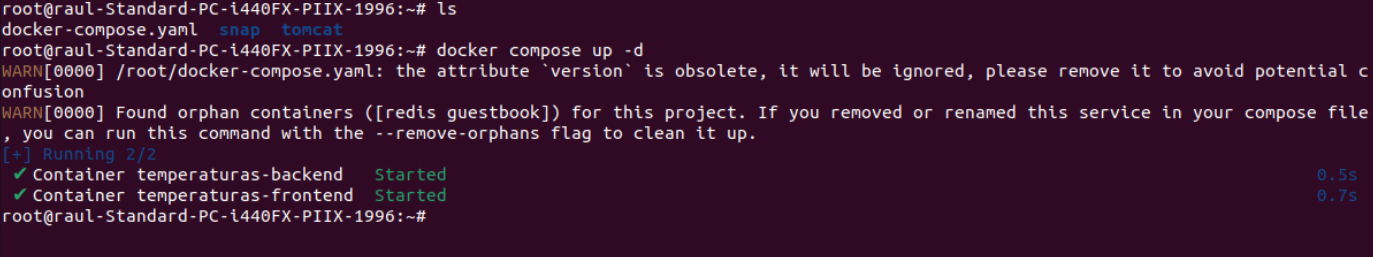 root@raul-Standard-PC-i440FX-PIIX-1996:~# ls
docker-compose.yaml  snap  tomcat
root@raul-Standard-PC-i440FX-PIIX-1996:~# docker compose up -d
WARN[0000] /root/docker-compose.yaml: the attribute `version` is obsolete, it will be ignored, please remove it to avoid potential c
onfusion
WARN[0000] Found orphan containers ([redis guestbook]) for this project. If you removed or renamed this service in your compose file
, you can run this command with the --remove-orphans flag to clean it up.
[+] Running 2/2
 ✔ Container temperaturas-backend   Started   0.5s
 ✔ Container temperaturas-frontend  Started   0.7s
root@raul-Standard-PC-i440FX-PIIX-1996:~#